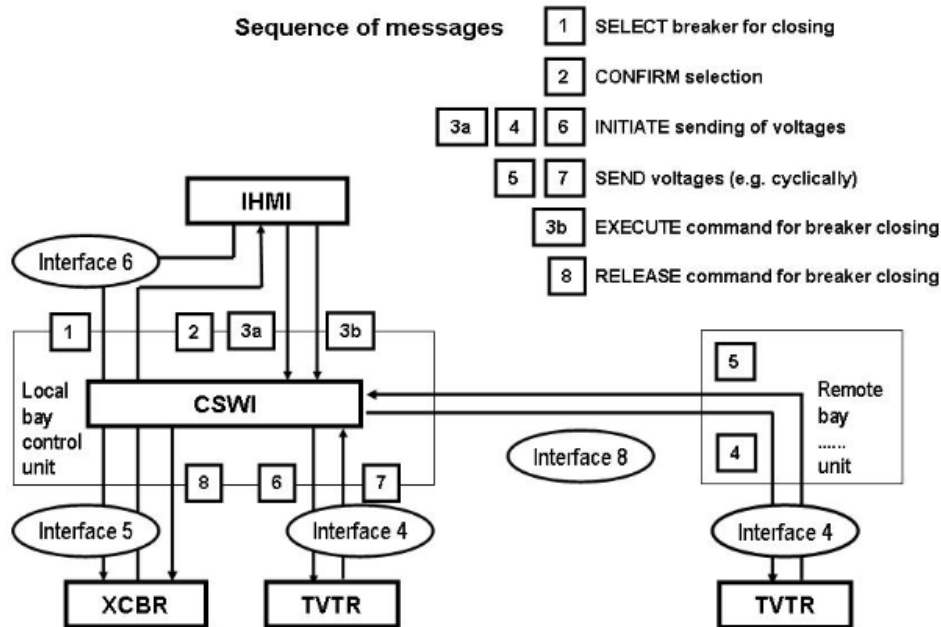 Sequence of messages
1 SELECT breaker for closing
2 CONFIRM selection
3a 4 6 INITIATE sending of voltages
5 7 SEND voltages (e.g. cyclically)
3b EXECUTE command for breaker closing
8 RELEASE command for breaker closing
IHMI
Interface 6
1 2 3a 3b
Local
bay
control
unit
CSWI
5
Remote
bay
......
unit
4
Interface 8
8 6 7
Interface 5
Interface 4
Interface 4
XCBR
TVTR
TVTR